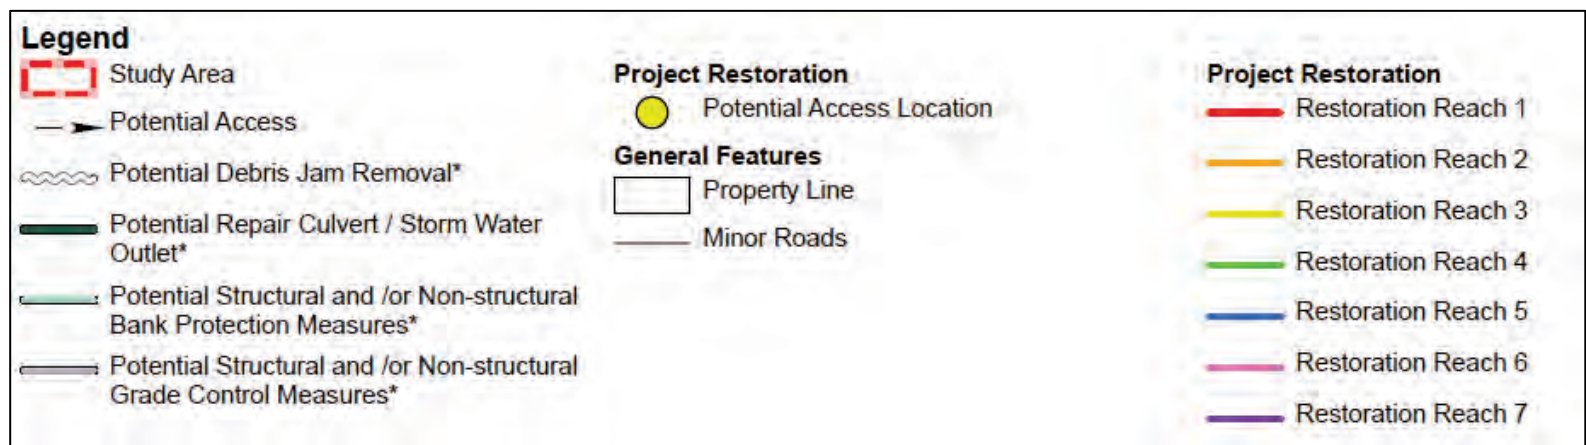 Legend
Study Area
Potential Access
Potential Debris Jam Removal*
Potential Repair Culvert / Storm Water
Outlet*
Potential Structural and /or Non-structural
Bank Protection Measures*
Potential Structural and /or Non-structural
Grade Control Measures*
Project Restoration
Potential Access Location
General Features
Property Line
Minor Roads
Project Restoration
Restoration Reach 1
Restoration Reach 2
Restoration Reach 3
Restoration Reach 4
Restoration Reach 5
Restoration Reach 6
Restoration Reach 7